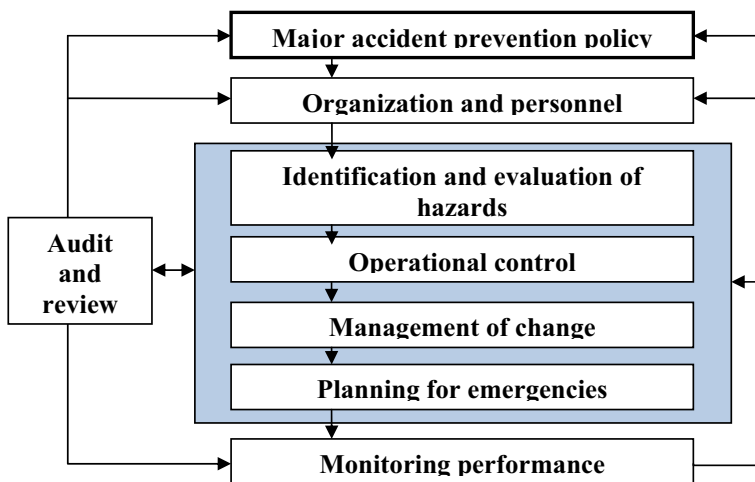 Major accident prevention policy
Organization and personnel
Identification and evaluation of
hazards
Audit
and
review
Operational control
Management of change
Planning for emergencies
Monitoring performance